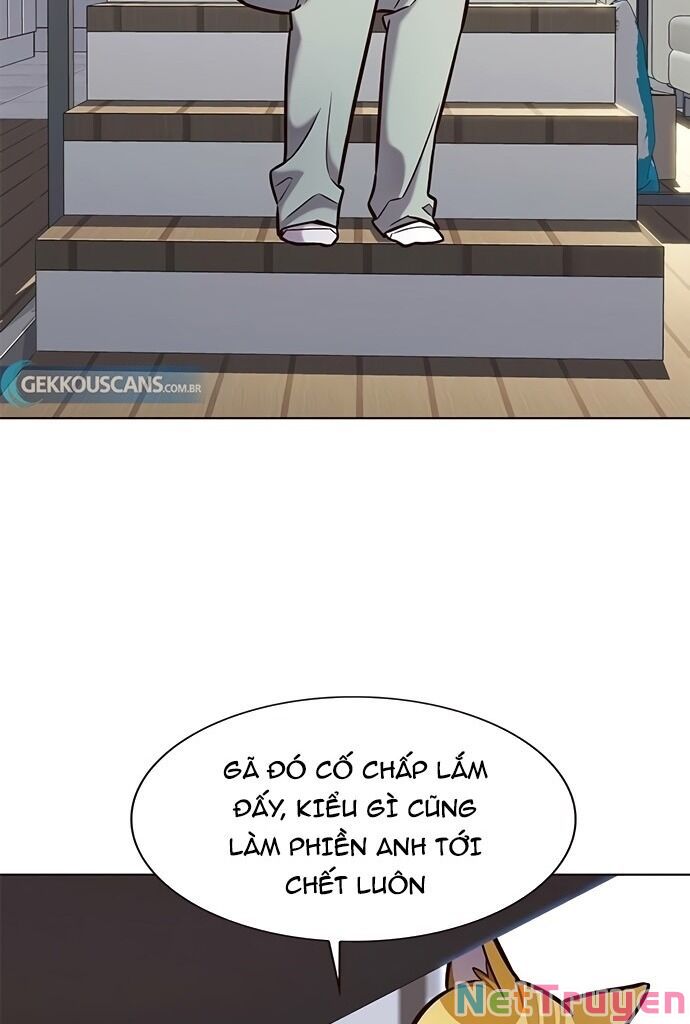 GEKKOUSCANS.COM.BR
GÃ ĐÓ CỐ CHẤP LẮM
ĐẤY, KIỂU GÌ CŨNG
LÀM PHIỀN ANH TỚI
CHẾT LUÔN
NetTruyen